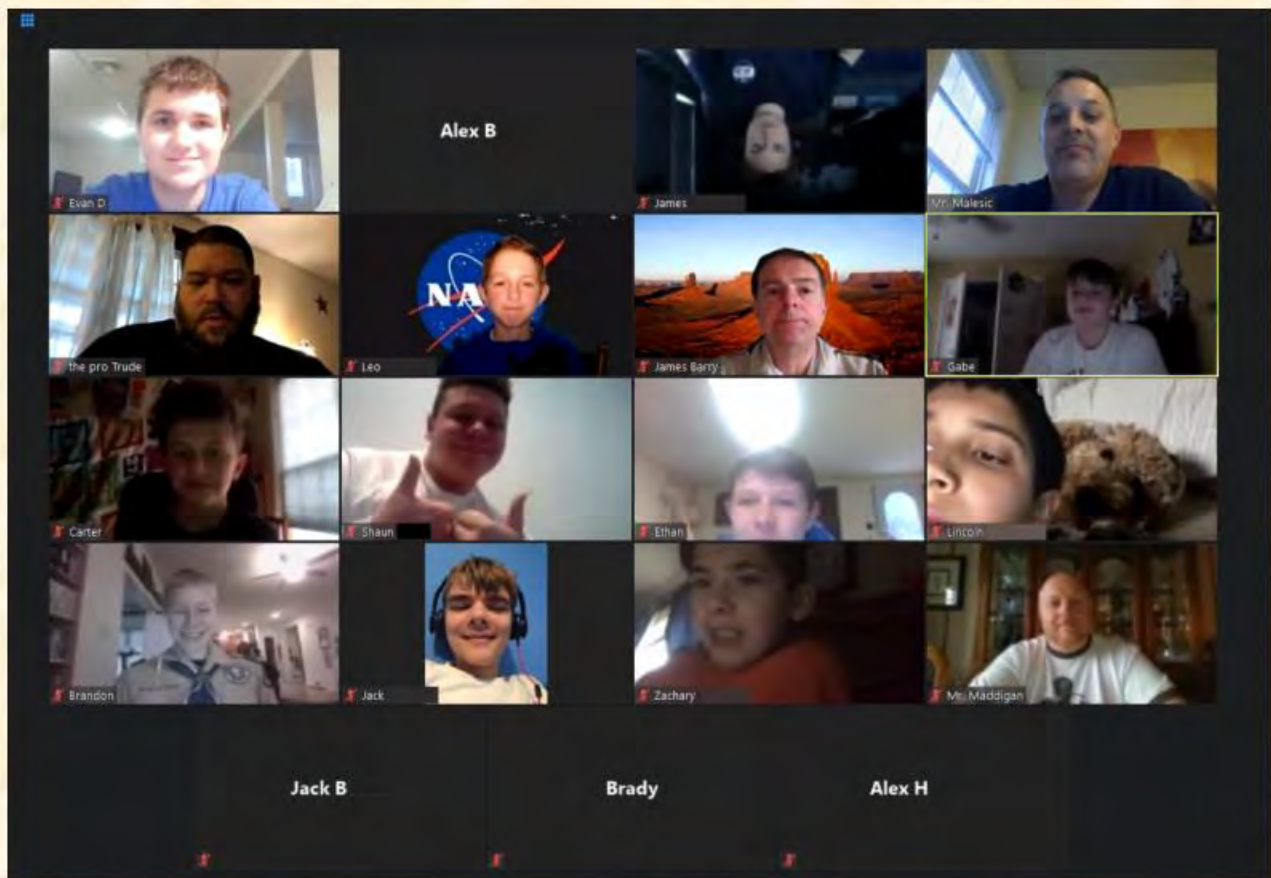 Evan D
Alex B
James
Mr. Malesic
the pro Trude
NA
Leo
James Barry
Gabe
Carter
Shaun
Ethan
Lincoln
Brandon
Jack
Zachary
Mr. Maddigan
Jack B
Brady
Alex H